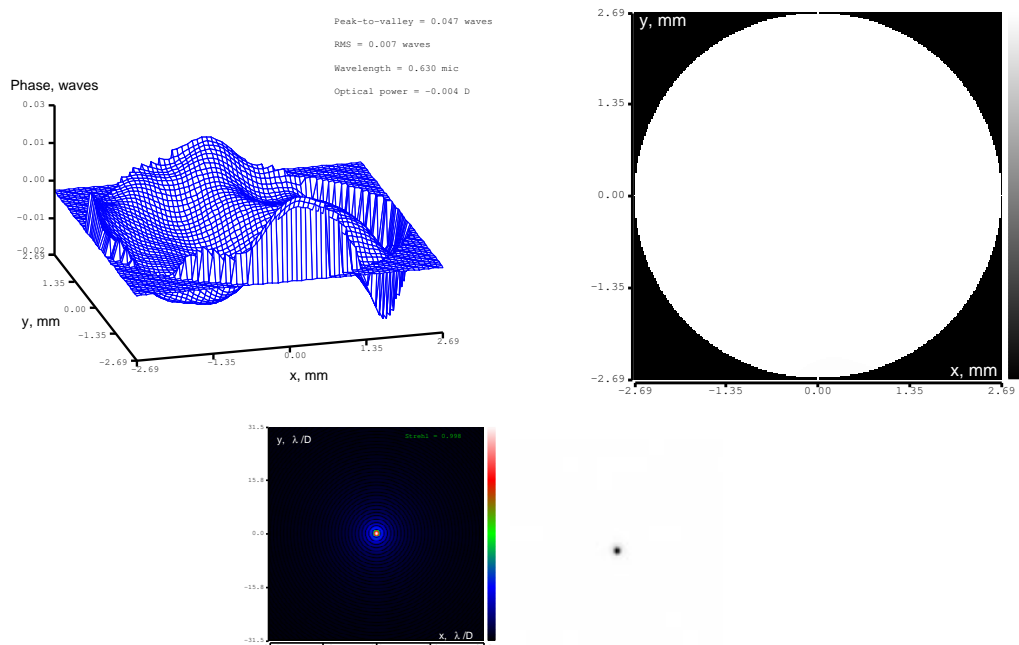 Peak-to-valley = 0.047 waves
RMS = 0.007 waves
Wavelength = 0.630 mic
Optical power = -0.004 D
Phase, waves
0.03
0.01
0.00
-0.01
-0.02
2.69
1.35
0.00
-1.35
-2.69
y, mm
-2.69
-1.35
0.00
1.35
2.69
x, mm
2.69
1.35
0.00
-1.35
-2.69
y, mm
x, mm
-2.69
-1.35
0.00
1.35
2.69
31.5
15.8
0.0
-15.8
-31.5
y, λ/D
Strehl = 0.998
x, λ/D